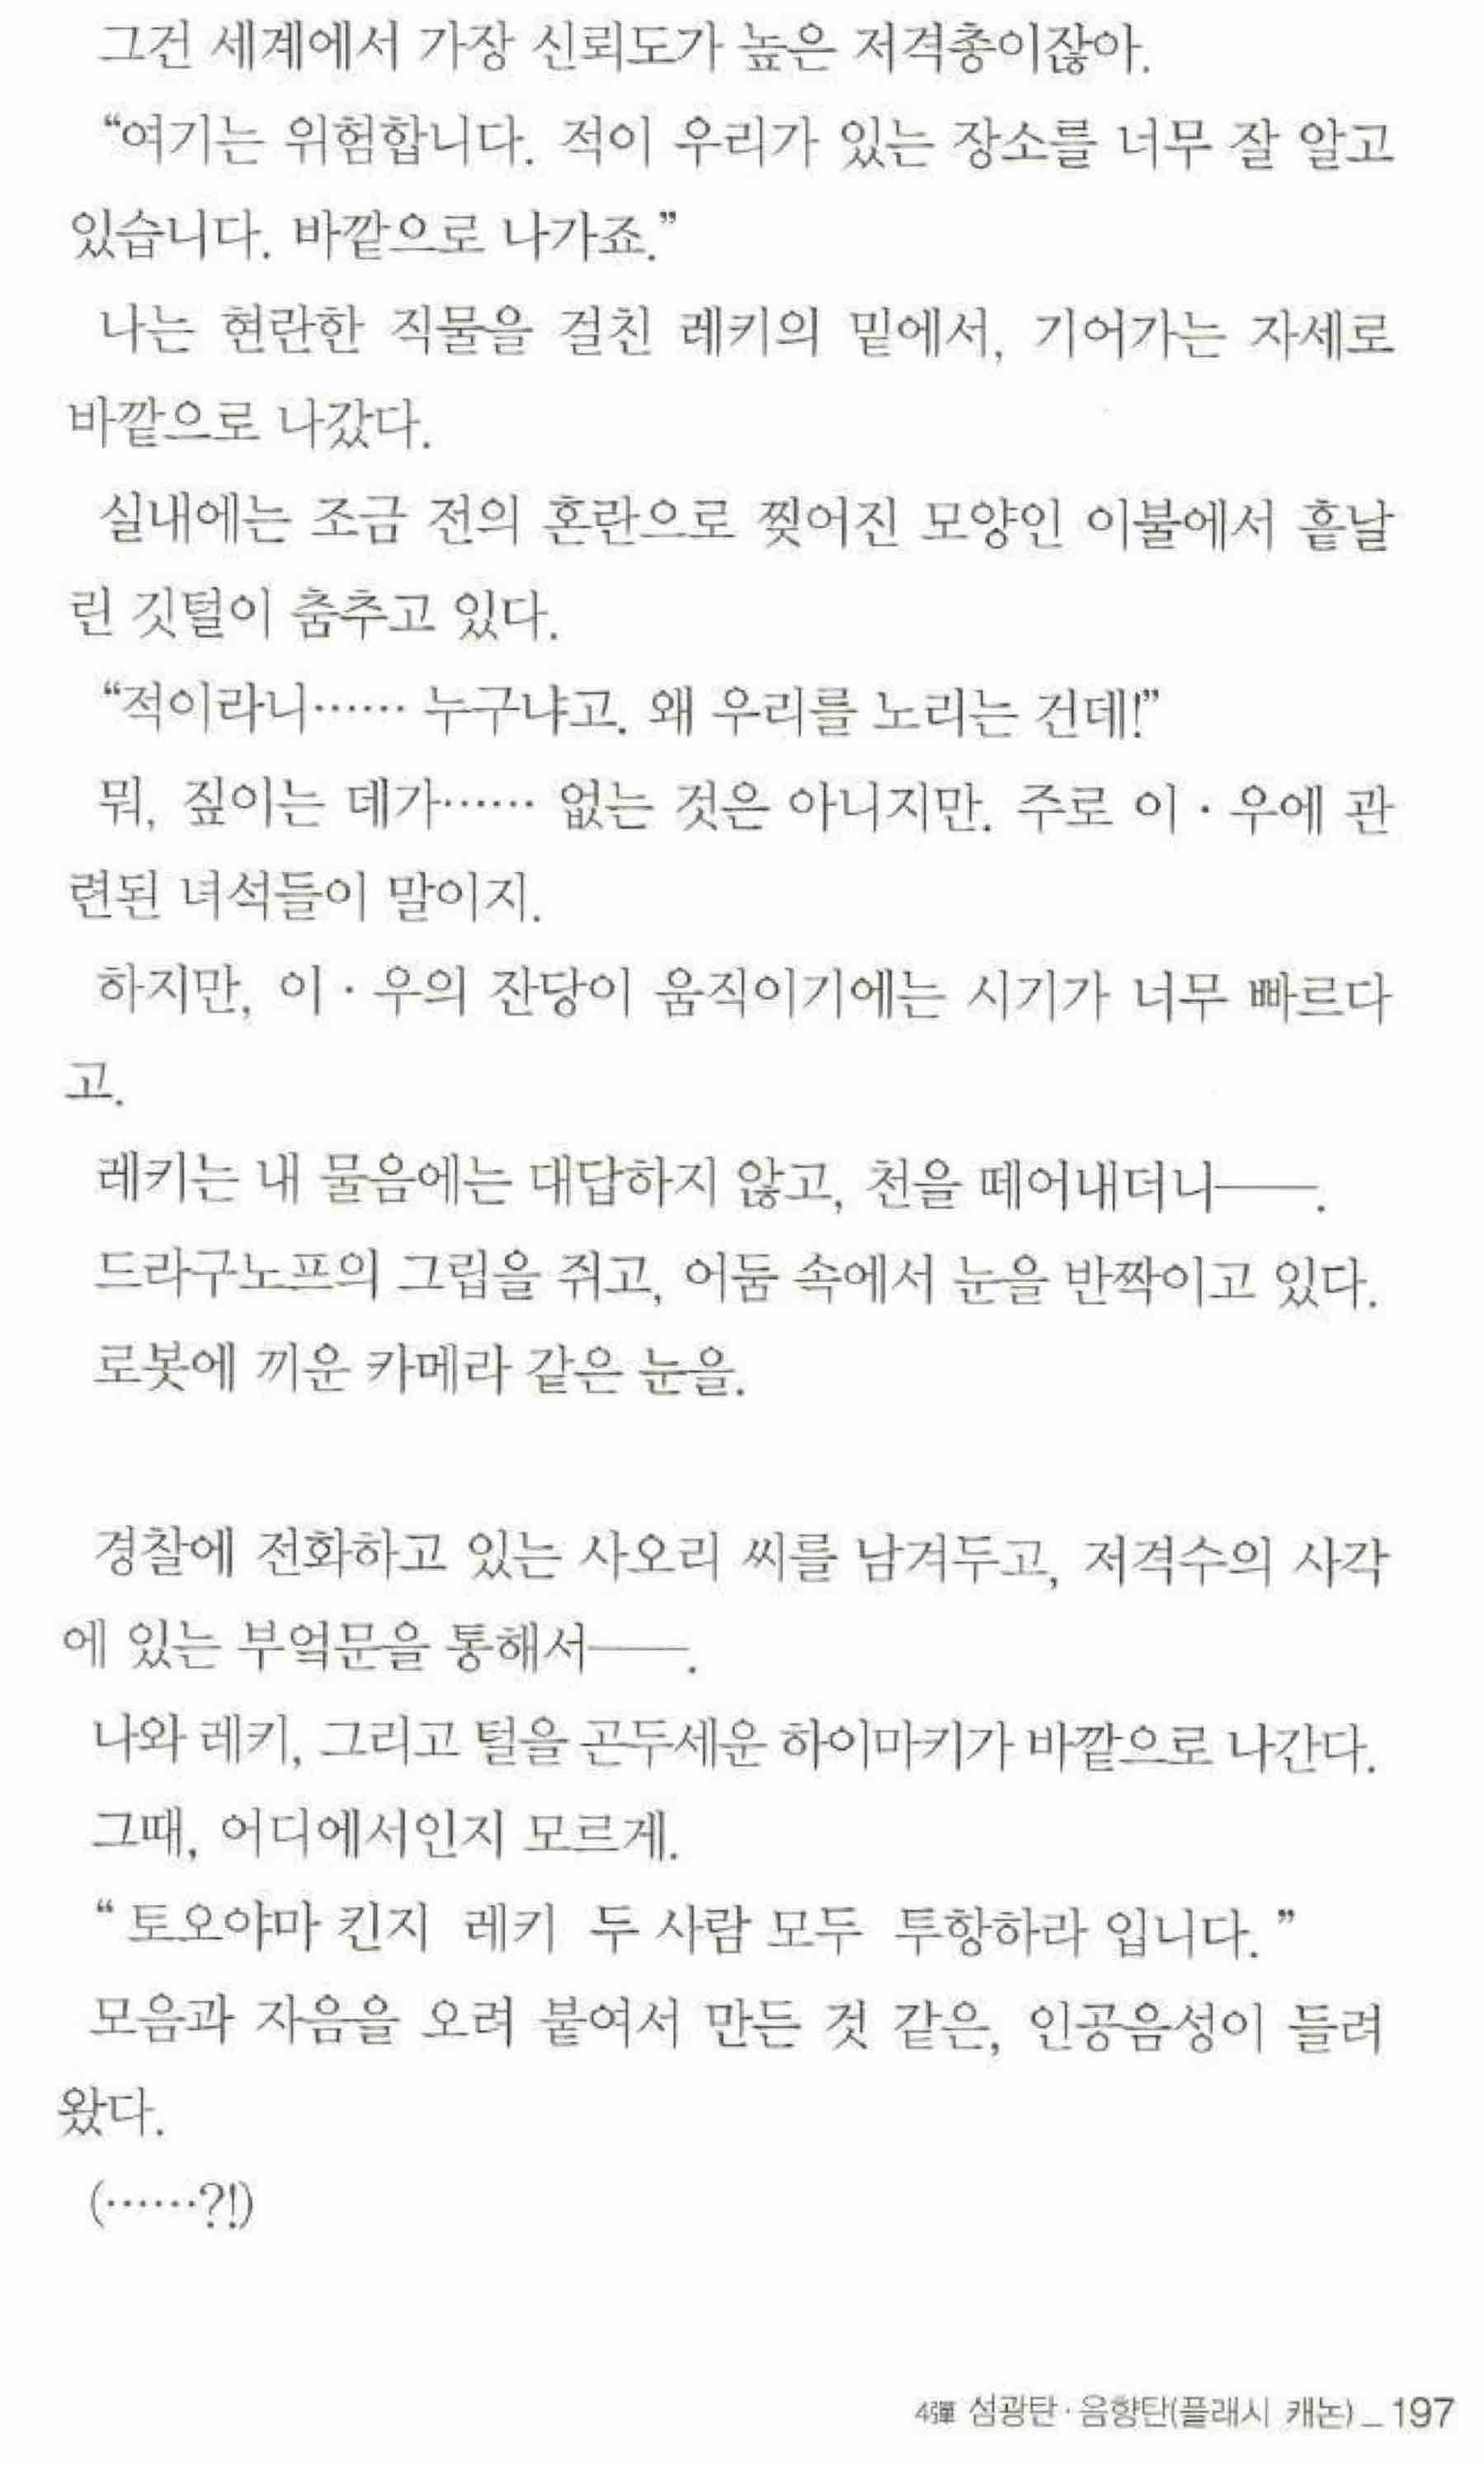 그건 세계에서 가장 신뢰도가 높은 저격총이잖아.
“여기는 위험합니다. 적이 우리가 있는 장소를 너무 잘 알고
있습니다. 바깥으로 나가죠.”
나는 현란한 직물을 걸친 레키의 밑에서, 기어가는 자세로
바깥으로 나갔다.
실내에는 조금 전의 혼란으로 찢어진 모양인 이불에서 흩날
린 깃털이 춤추고 있다.
“적이라니…… 누구냐고. 왜 우리를 노리는 건데!”
뭐, 짚이는 데가…… 없는 것은 아니지만. 주로 이 · 우에 관
련된 녀석들이 말이지.
하지만, 이 · 우의 잔당이 움직이기에는 시기가 너무 빠르다
고.
레키는 내 물음에는 대답하지 않고, 천을 떼어내더니──.
드라구노프의 그립을 쥐고, 어둠 속에서 눈을 반짝이고 있다.
로봇에 끼운 카메라 같은 눈을.
경찰에 전화하고 있는 사오리 씨를 남겨두고, 저격수의 사각
에 있는 부엌문을 통해서──.
나와 레키, 그리고 털을 곤두세운 하이마키가 바깥으로 나간다.
그때, 어디에서인지 모르게.
“ 토오야마 킨지 레키 두 사람 모두 투항하라 입니다. ”
모음과 자음을 오려 붙여서 만든 것 같은, 인공음성이 들려
왔다.
(……?!)
4彈 섬광탄 · 음향탄(플래시 캐논) _ 197